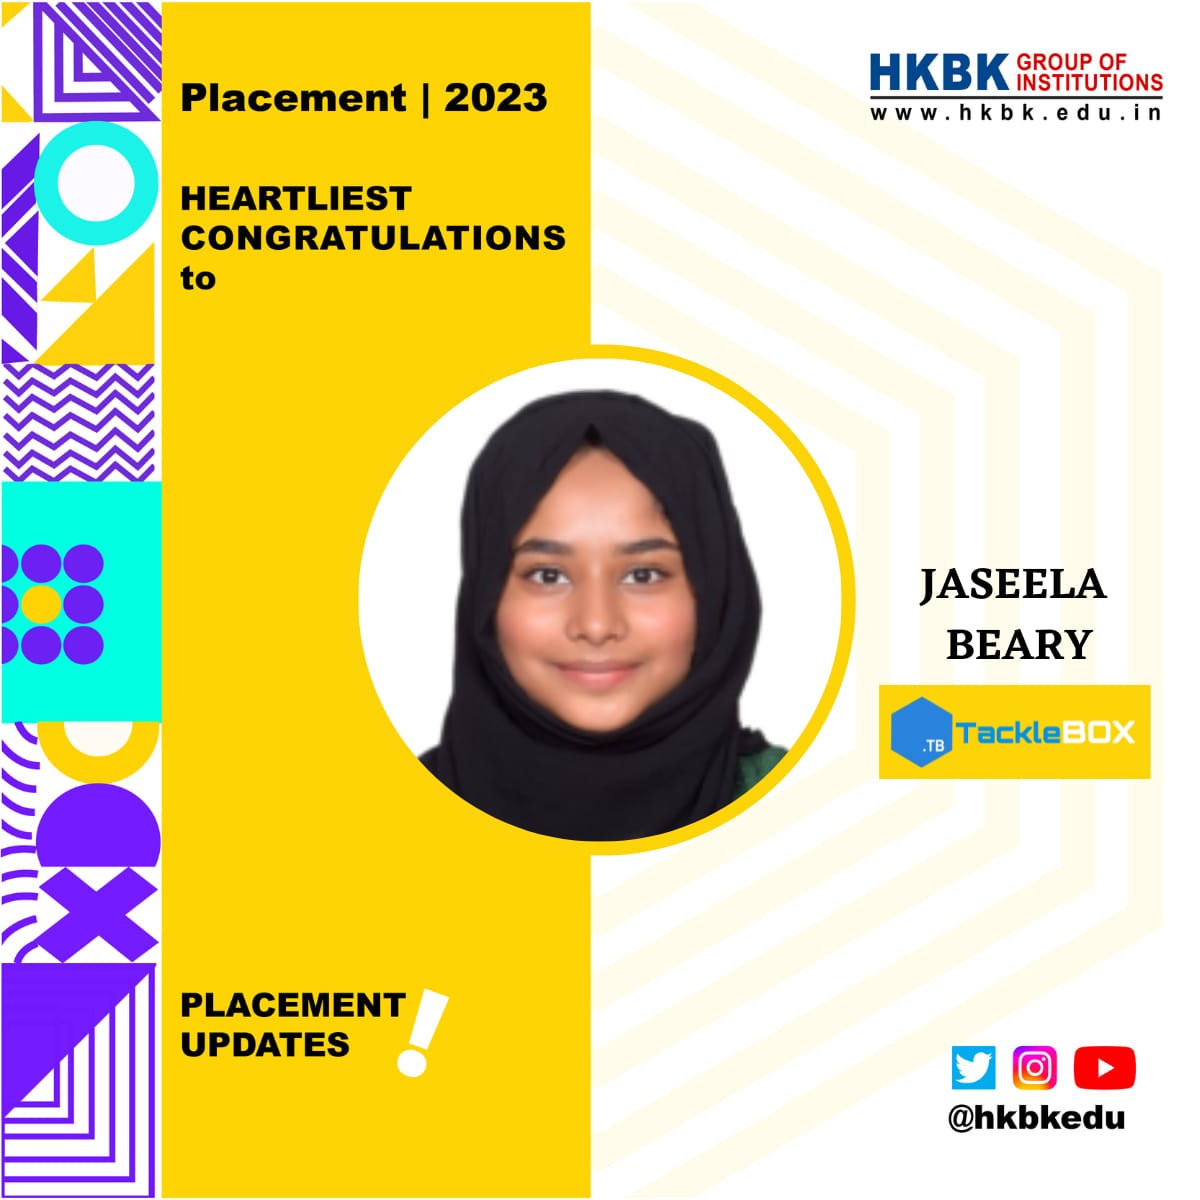 Placement | 2023
HKBK GROUP OF
INSTITUTIONS
www.hkbk.edu.in
HEARTLIEST
CONGRATULATIONS
to
JASEELA
BEARY
.TB TackleBOX
PLACEMENT
UPDATES !
@hkbkedu